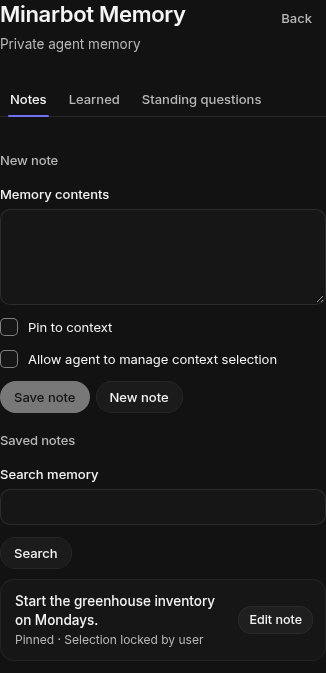 Minarbot Memory
Back
Private agent memory
Notes
Learned
Standing questions
New note
Memory contents
Pin to context
Allow agent to manage context selection
Save note
New note
Saved notes
Search memory
Search
Start the greenhouse inventory
on Mondays.
Edit note
Pinned · Selection locked by user